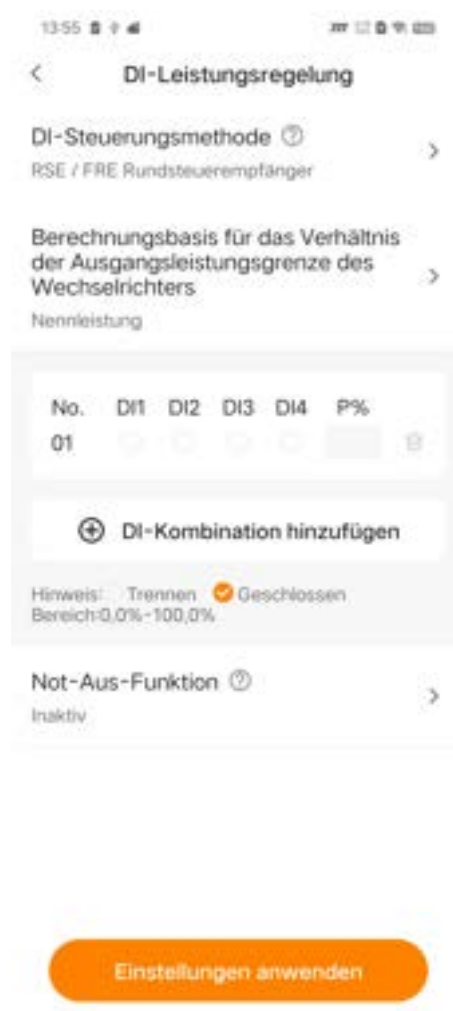 13:55
DI-Leistungsregelung
DI-Steuerungsmethode
RSE / FRE Rundsteuerempfänger
Berechnungsbasis für das Verhältnis
der Ausgangsleistungsgrenze des
Wechselrichters
Nennleistung
No. DI1 DI2 DI3 DI4 P%
01
DI-Kombination hinzufügen
Hinweis: Trennen Geschlossen
Bereich:0,0%-100,0%
Not-Aus-Funktion
Inaktiv
Einstellungen anwenden